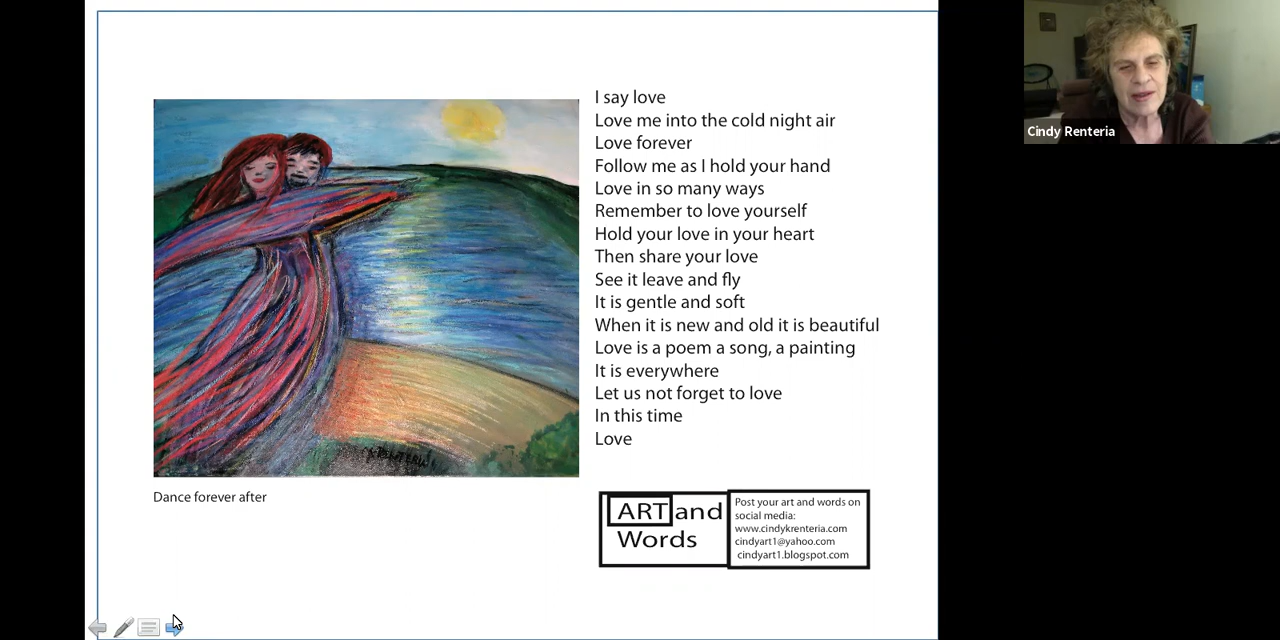 I say love
Love me into the cold night air
Love forever
Follow me as I hold your hand
Love in so many ways
Remember to love yourself
Hold your love in your heart
Then share your love
See it leave and fly
It is gentle and soft
When it is new and old it is beautiful
Love is a poem a song, a painting
It is everywhere
Let us not forget to love
In this time
Love
Dance forever after
ART and
Words
Post your art and words on
social media:
www.cindykrenteria.com
cindyart1@yahoo.com
cindyart1.blogspot.com
Cindy Renteria